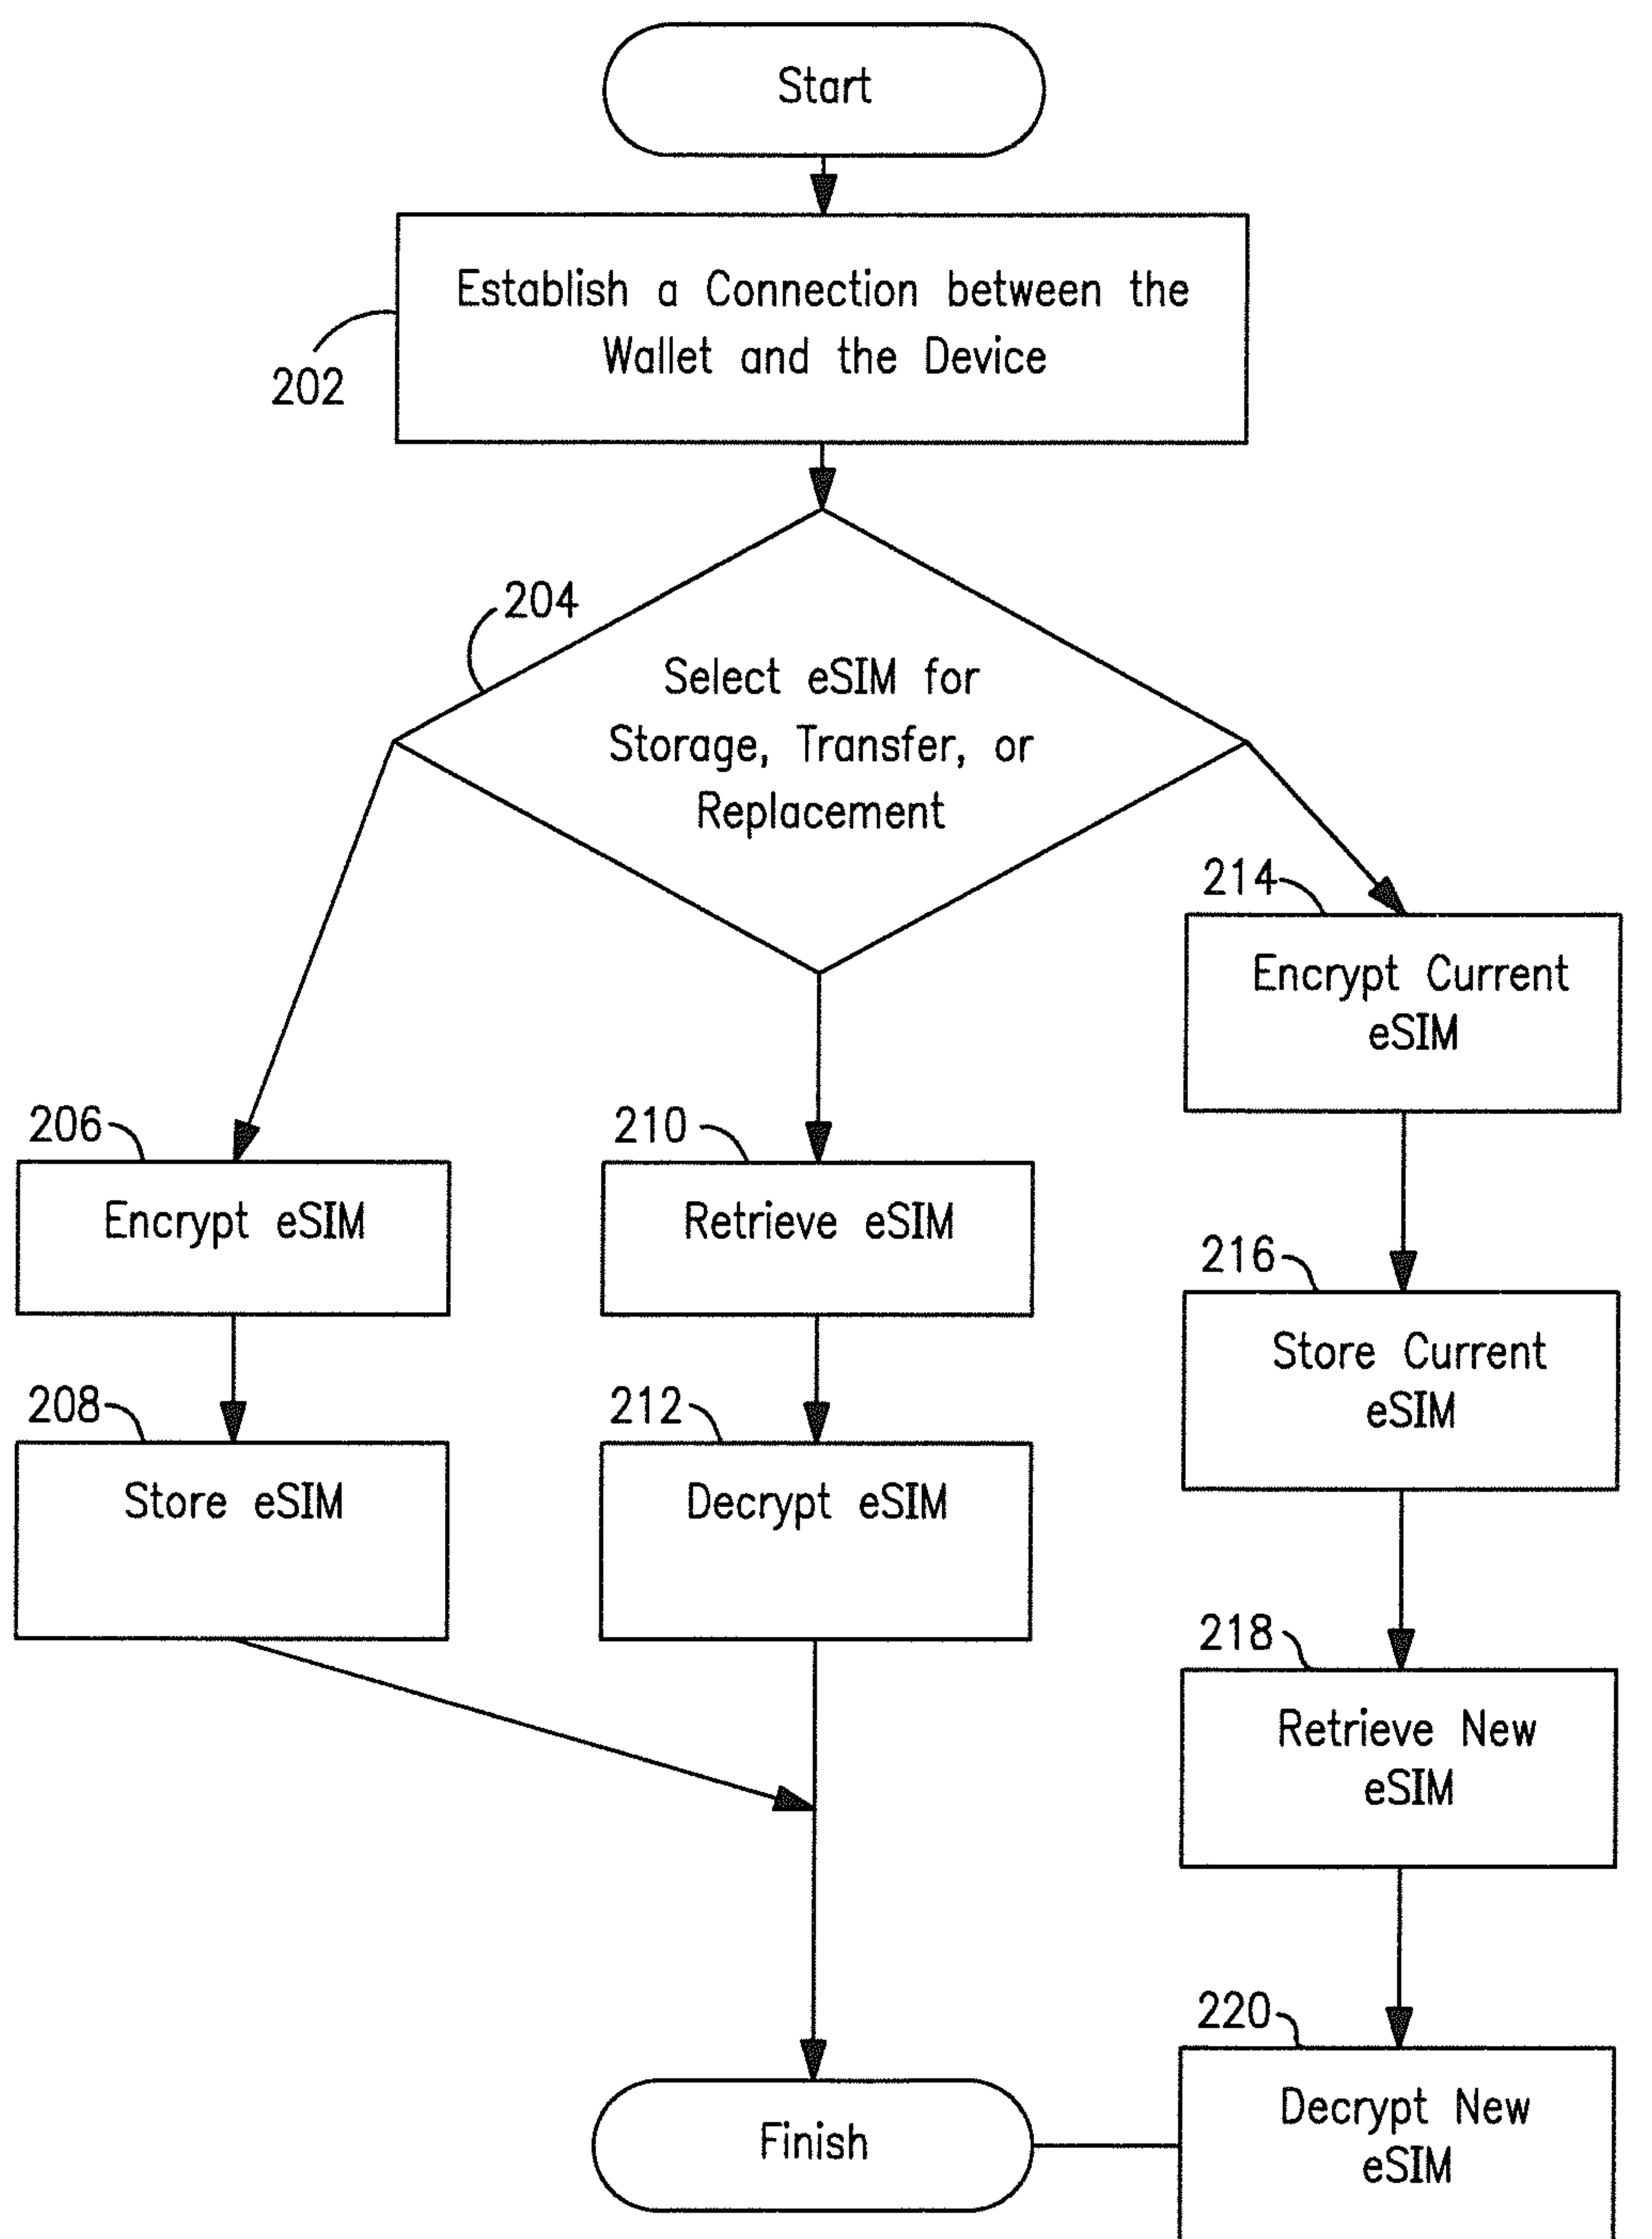 Start
Establish a Connection between the
Wallet and the Device
202
204
Select eSIM for
Storage, Transfer, or
Replacement
206
Encrypt eSIM
208
Store eSIM
210
Retrieve eSIM
212
Decrypt eSIM
214
Encrypt Current
eSIM
216
Store Current
eSIM
218
Retrieve New
eSIM
220
Decrypt New
eSIM
Finish